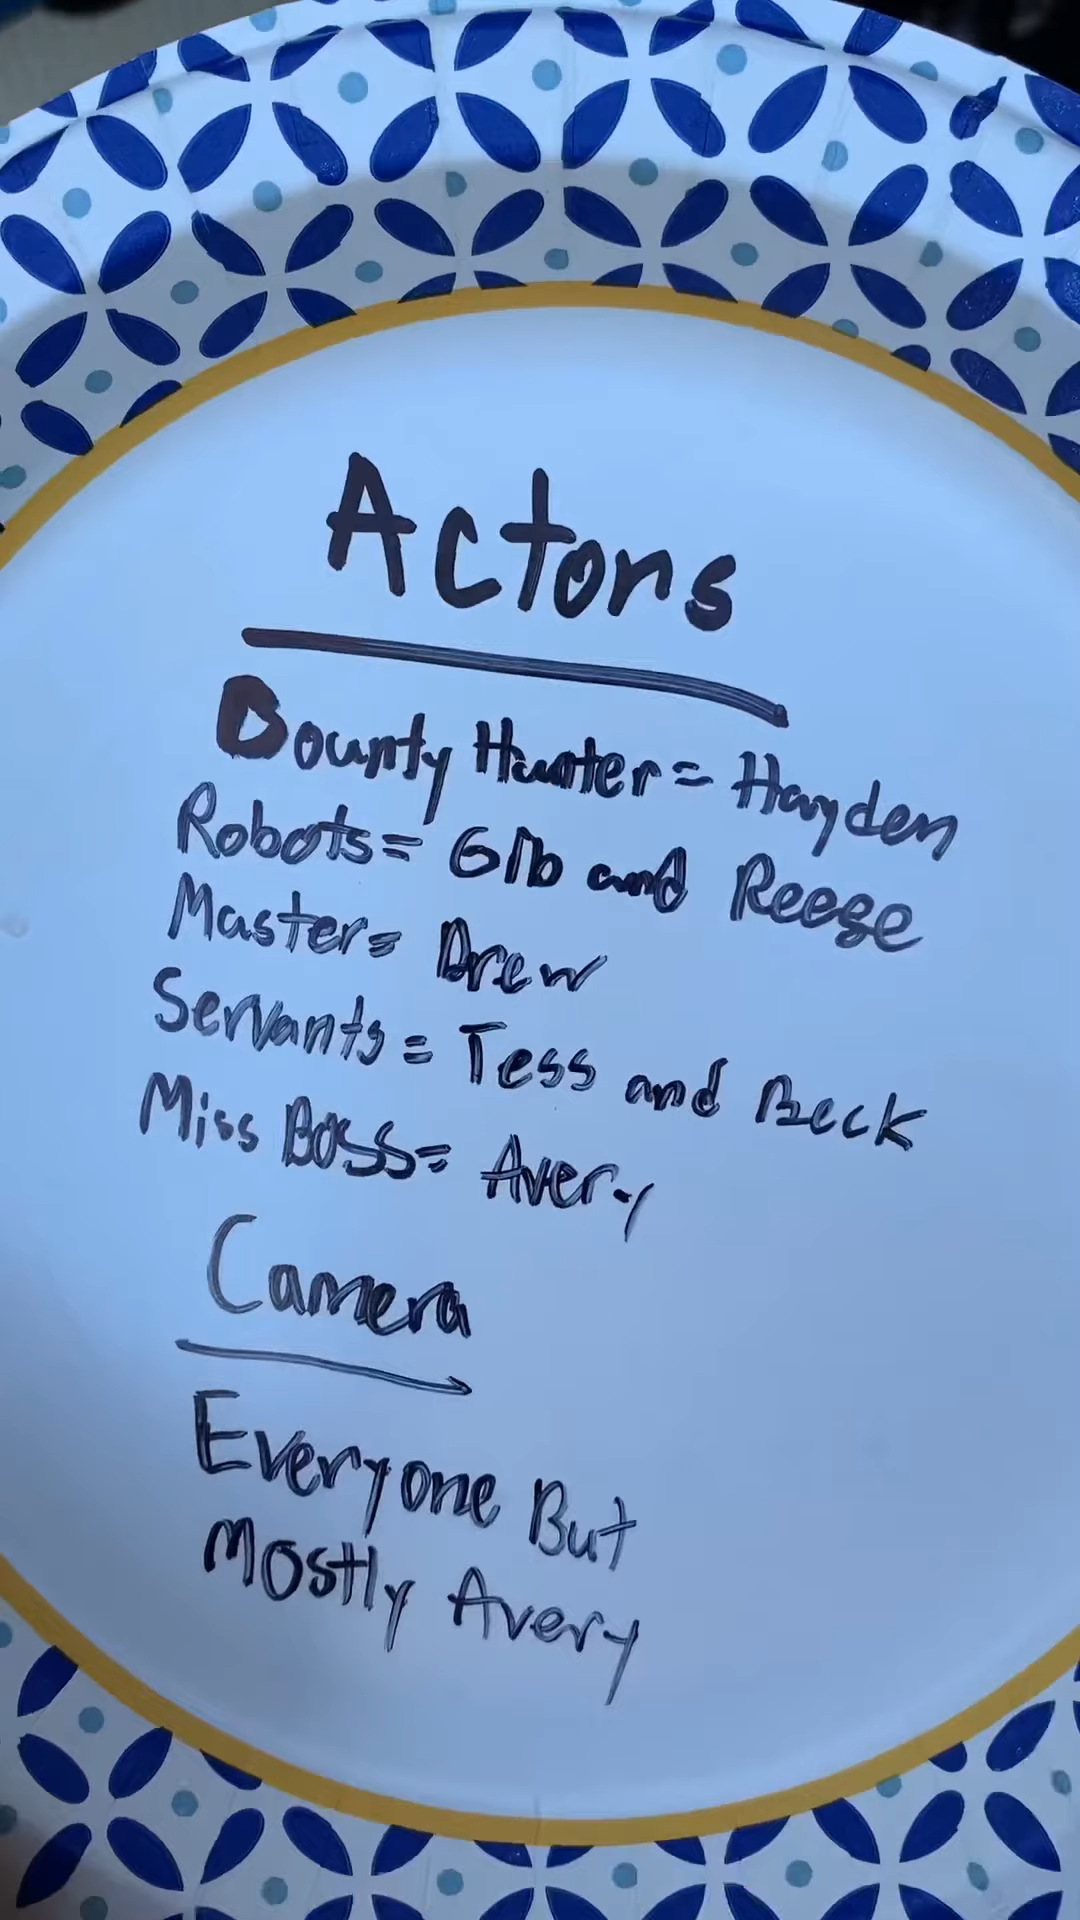 Actors
Bounty Hunter = Hayden
Robots = and Reese
Master = Drew
Servants = Tess and Beck
Miss Boss = Avery
Camera
Everyone But
Mostly Avery